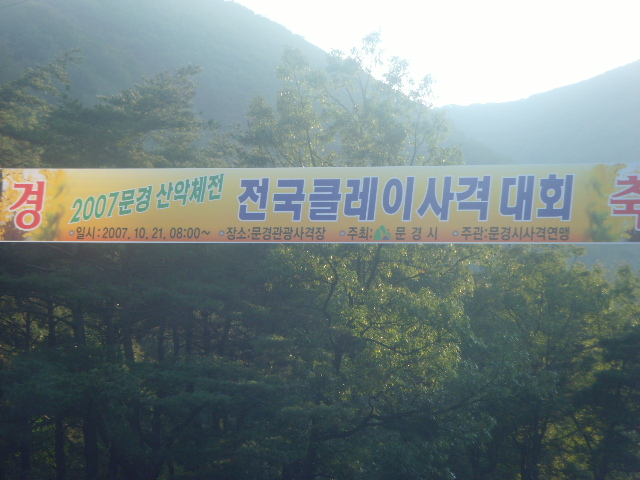 경 2007문경 산악체전 전국클레이사격대회 축
•일시: 2007. 10. 21. 08:00~ •장소:문경관광사격장 •주최: 문경시 •주관:문경시사격연맹